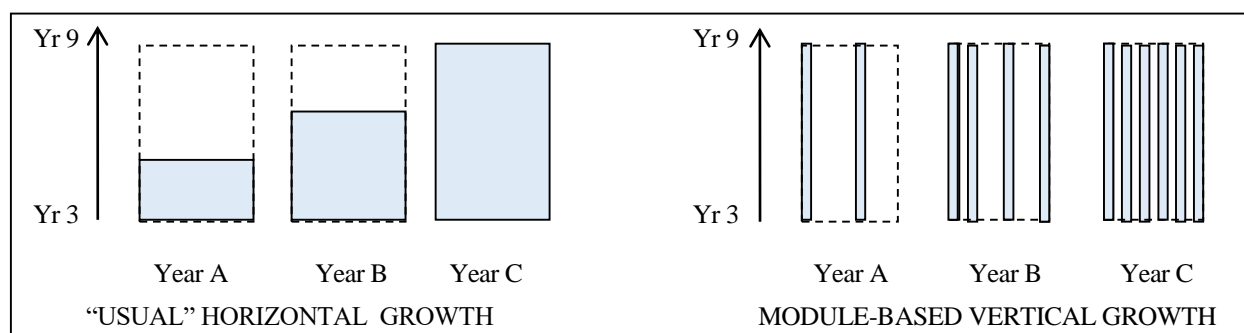 Yr 9
Yr 3
Year A Year B Year C
“USUAL” HORIZONTAL GROWTH
Yr 9
Yr 3
Year A Year B Year C
MODULE-BASED VERTICAL GROWTH